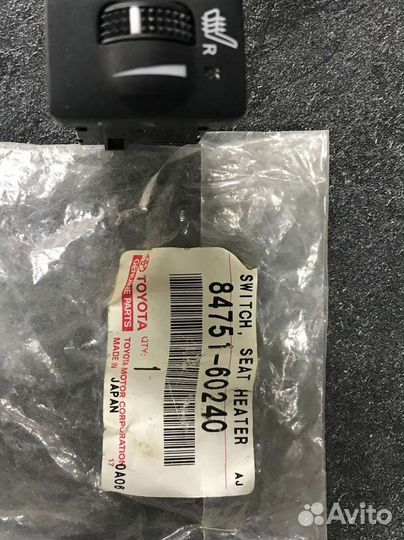 R
SWITCH, SEAT HEATER
84751-60240
AJ
TOYOTA
GENUINE PARTS
QTY:
1
TOYOTA MOTOR CORPORATION
MADE IN JAPAN
0A06
17
Avito